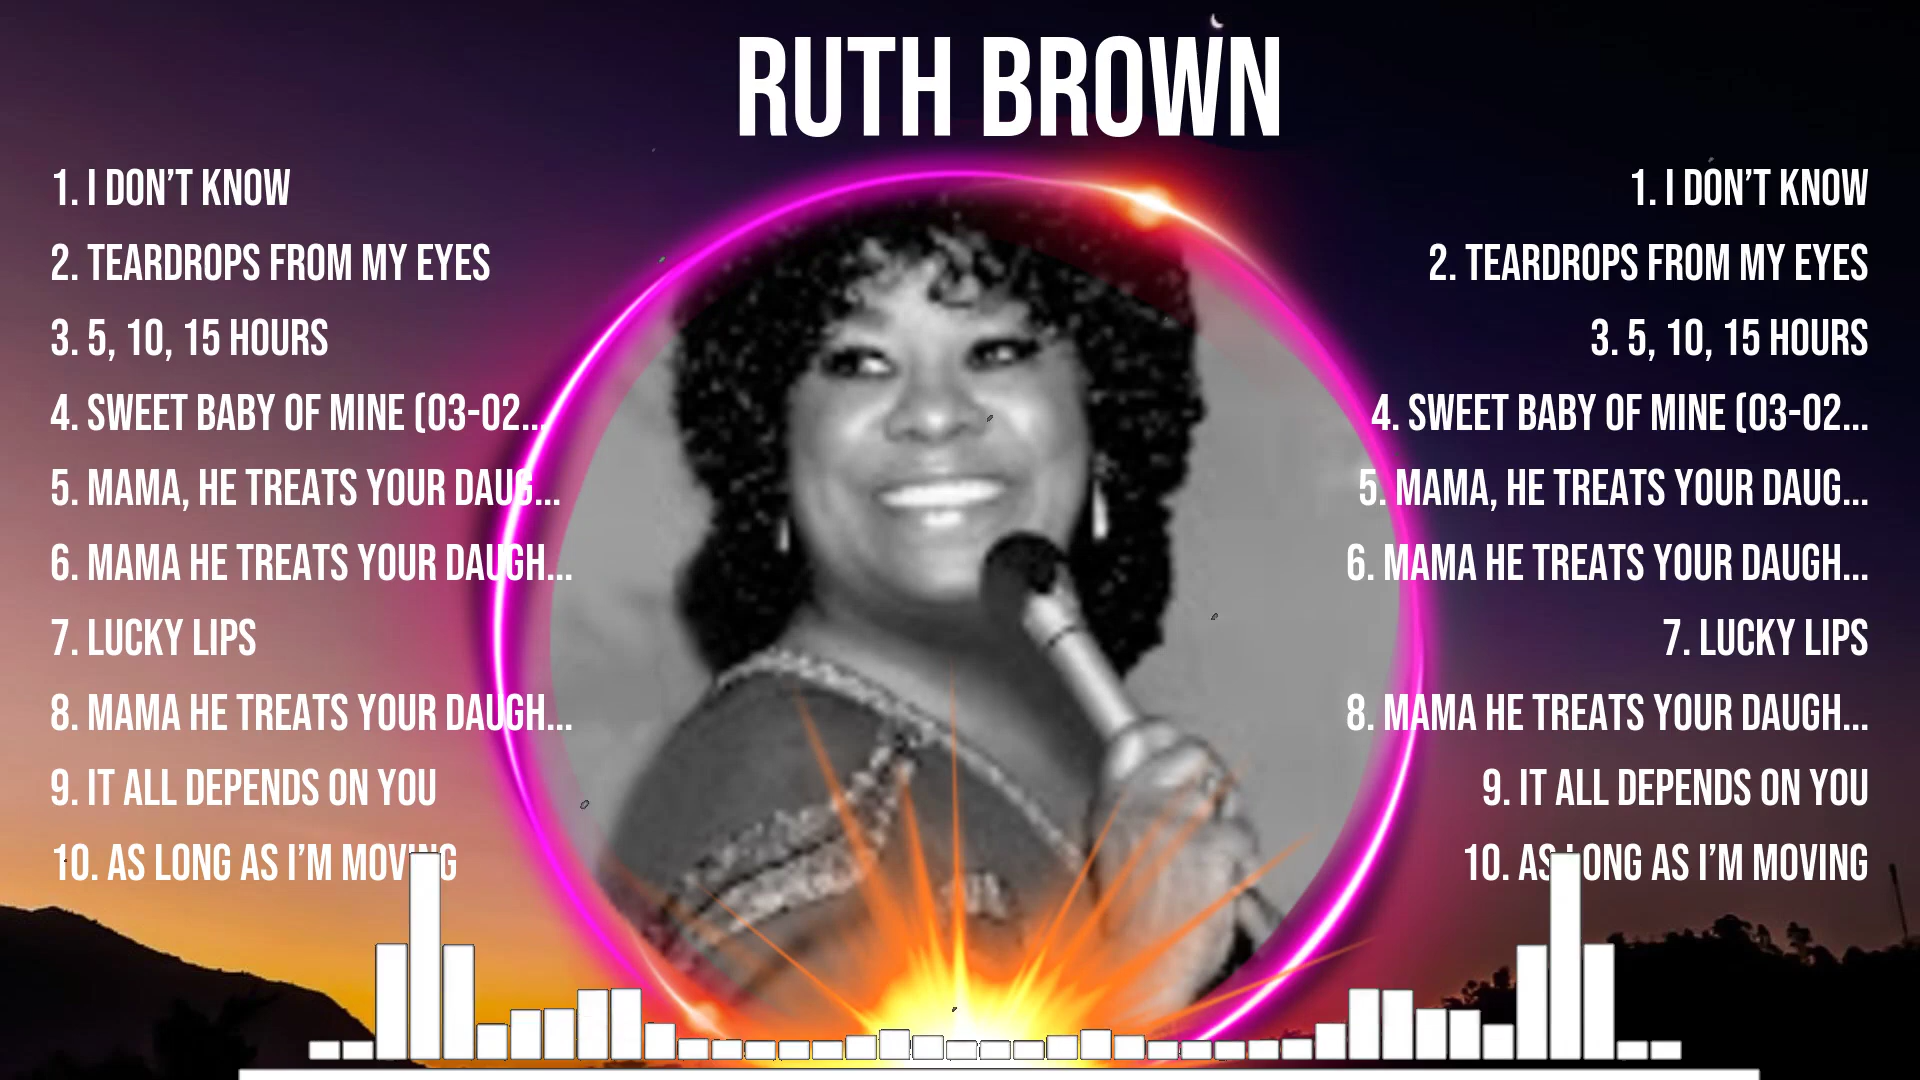 RUTH BROWN
1. I DON'T KNOW
2. TEARDROPS FROM MY EYES
3. 5, 10, 15 HOURS
4. SWEET BABY OF MINE (03-02...
5. MAMA, HE TREATS YOUR DAUG...
6. MAMA HE TREATS YOUR DAUGH...
7. LUCKY LIPS
8. MAMA HE TREATS YOUR DAUGH...
9. IT ALL DEPENDS ON YOU
10. AS LONG AS I'M MOVING
1. I DON'T KNOW
2. TEARDROPS FROM MY EYES
3. 5, 10, 15 HOURS
4. SWEET BABY OF MINE (03-02...
5. MAMA, HE TREATS YOUR DAUG...
6. MAMA HE TREATS YOUR DAUGH...
7. LUCKY LIPS
8. MAMA HE TREATS YOUR DAUGH...
9. IT ALL DEPENDS ON YOU
10. AS LONG AS I'M MOVING